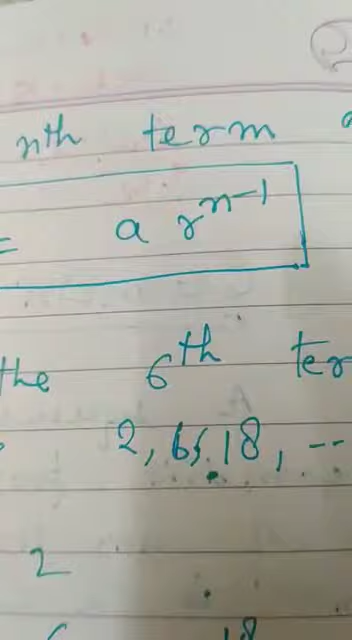 nth term
= a r^n-1
the 6th ter
2, 6, 18, --
2
18